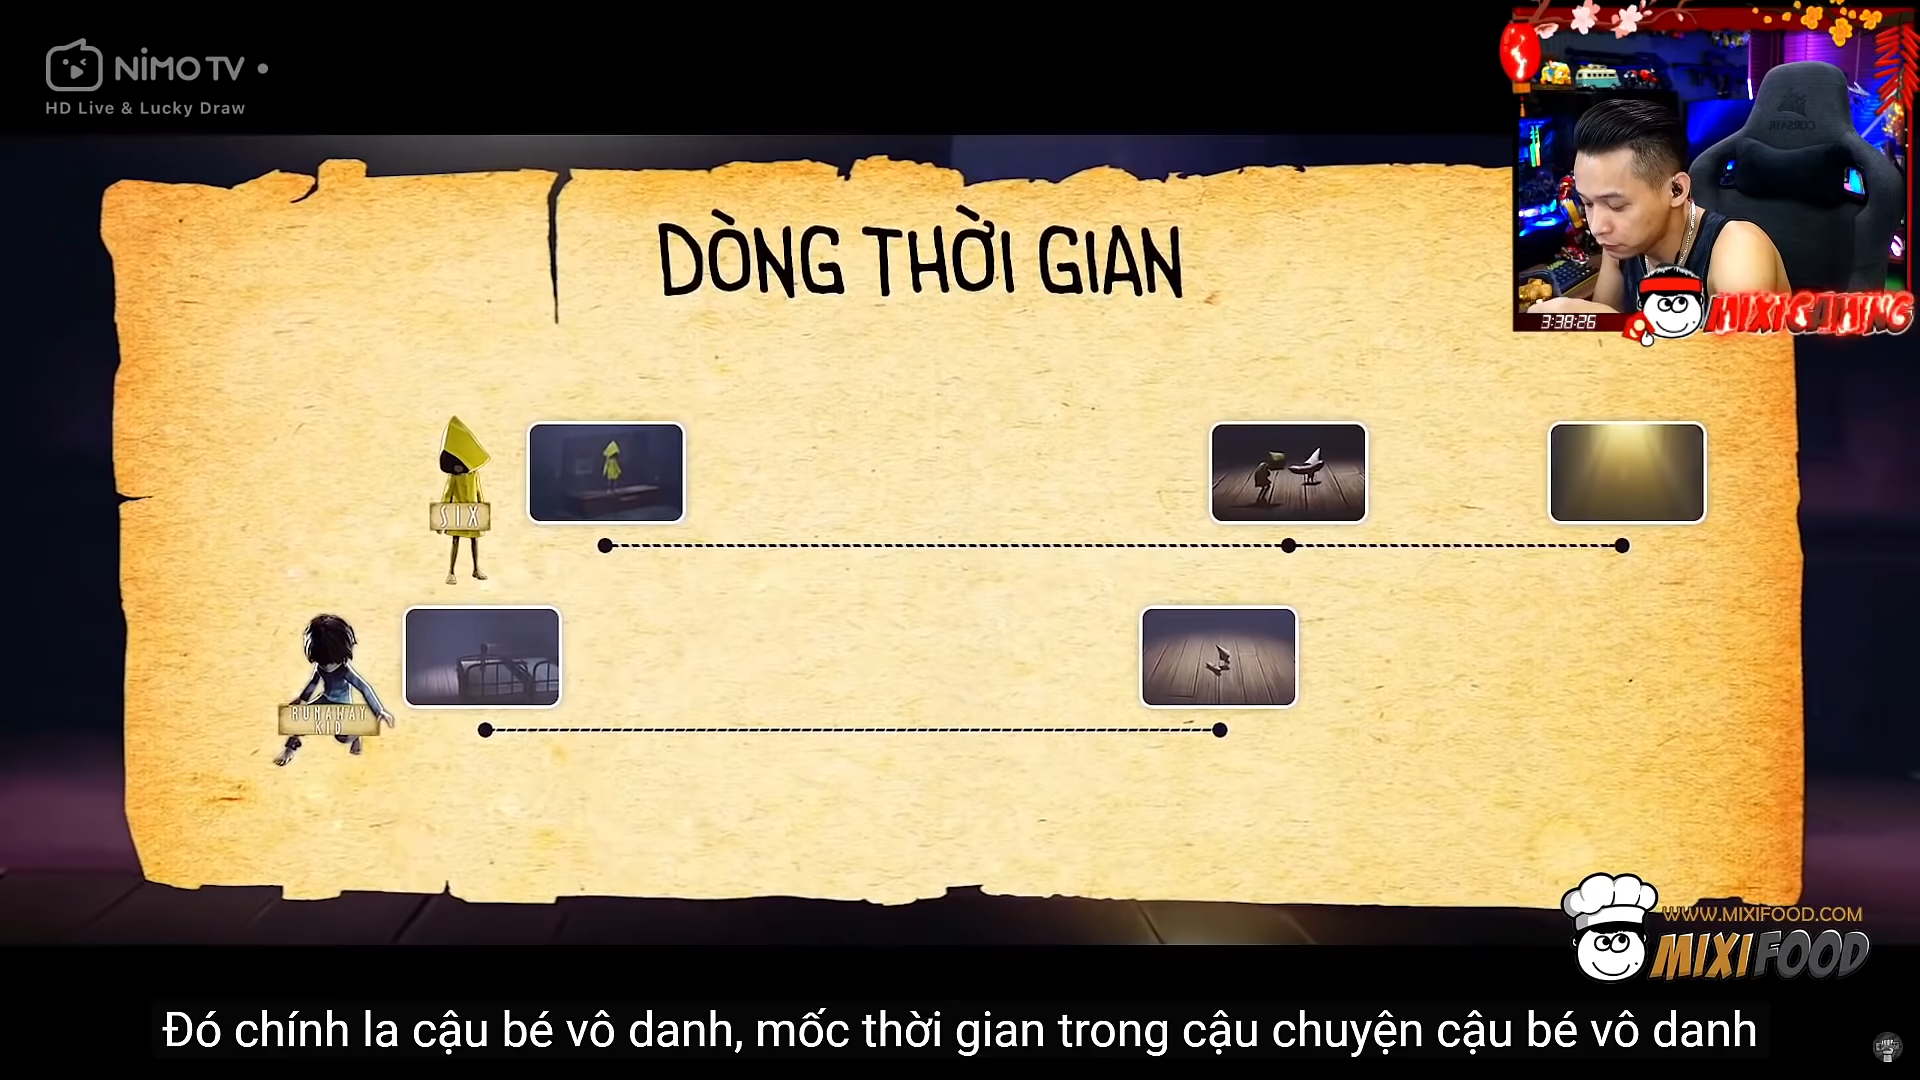 NIMO TV
HD Live & Lucky Draw
CORSAIR
3:38:26
MIXIGAMING
DÒNG THỜI GIAN
SIX
RUNAWAY
KID
WWW.MIXIFOOD.COM
MIXIFOOD
Đó chính la cậu bé vô danh, mốc thời gian trong cậu chuyện cậu bé vô danh